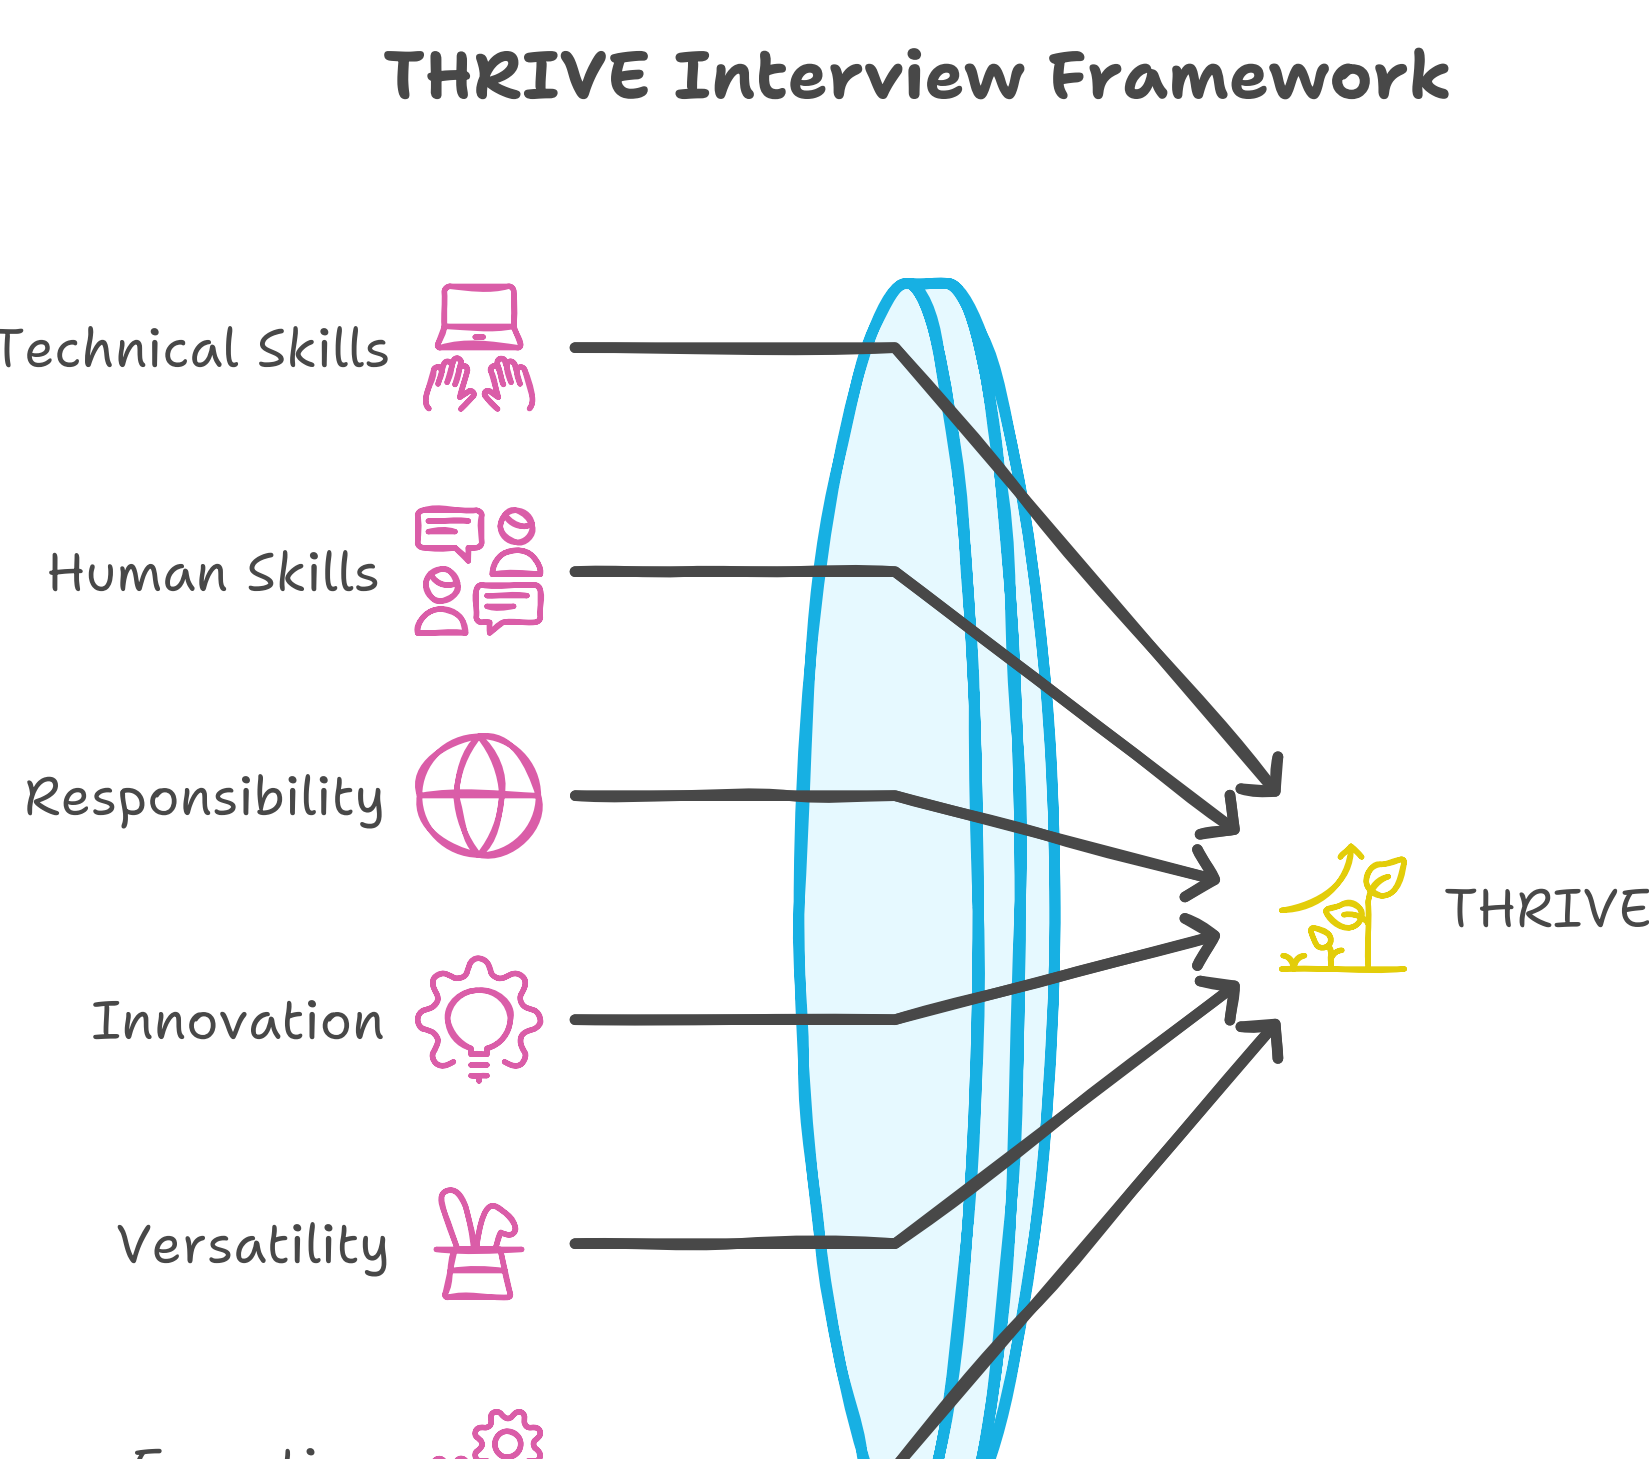 THRIVE Interview Framework
Technical Skills
Human Skills
Responsibility
THRIVE
Innovation
Versatility